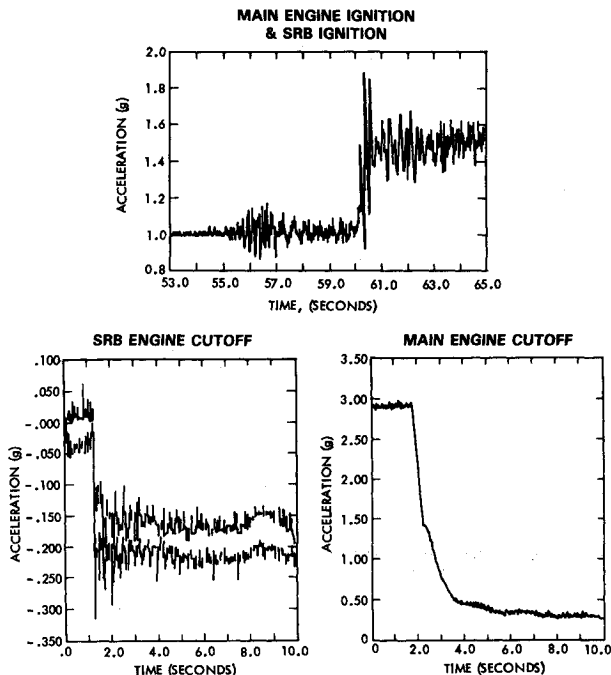 MAIN ENGINE IGNITION
& SRB IGNITION
ACCELERATION (g)
2.0
1.8
1.6
1.4
1.2
1.0
0.8
53.0 55.0 57.0 59.0 61.0 63.0 65.0
TIME, (SECONDS)
SRB ENGINE CUTOFF
ACCELERATION (g)
.100
.050
-.000
-.050
-.100
-.150
-.200
-.250
-.300
-.350
.0 2.0 4.0 6.0 8.0 10.0
TIME (SECONDS)
MAIN ENGINE CUTOFF
ACCELERATION (g)
3.50
3.00
2.50
2.00
1.50
1.00
0.50
0 2.0 4.0 6.0 8.0 10.0
TIME (SECONDS)